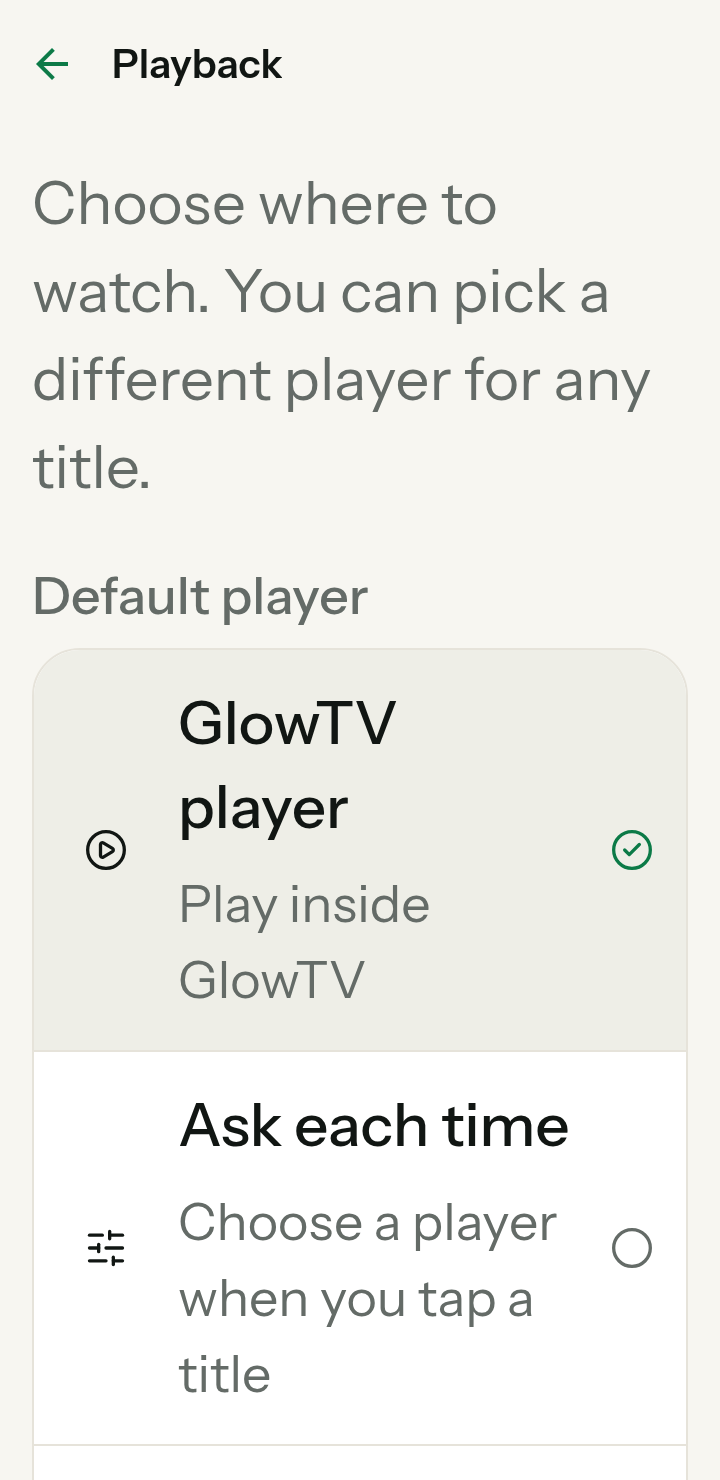 Playback
Choose where to
watch. You can pick a
different player for any
title.
Default player
GlowTV
player
Play inside
GlowTV
Ask each time
Choose a player
when you tap a
title